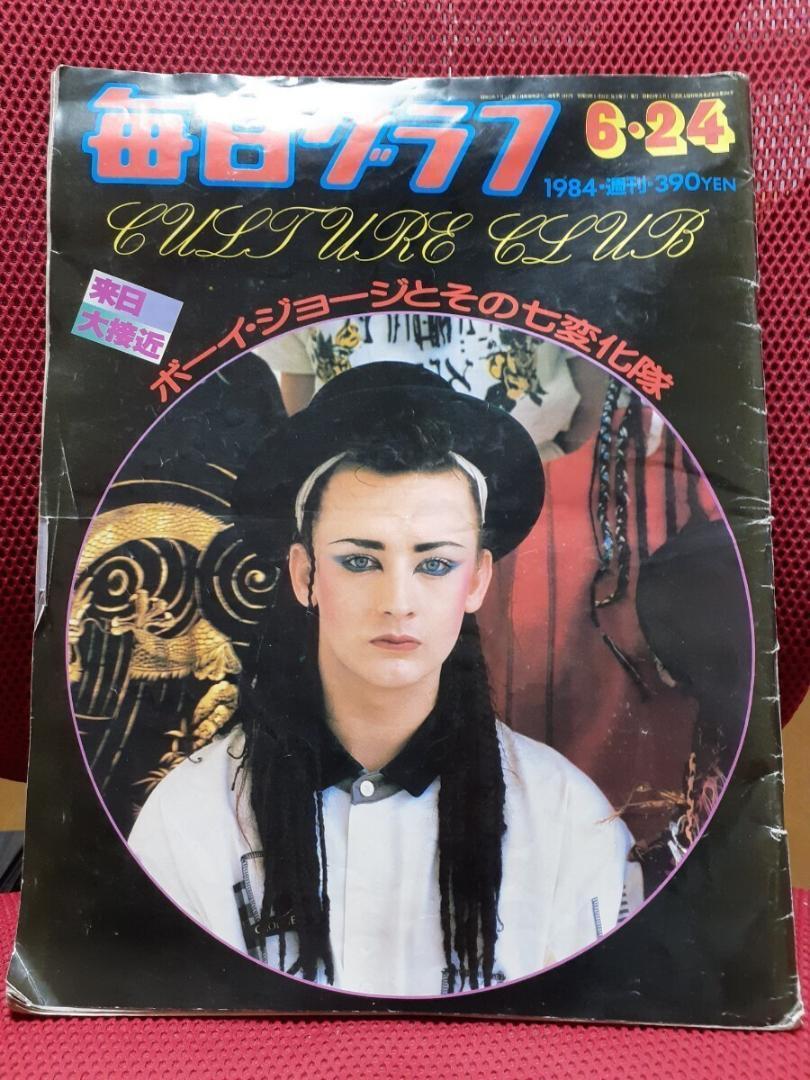 毎日グラフ
6・24
1984・週刊・390YEN
CULTURE CLUB
来日
大接近
ボーイ・ジョージとその七変化隊